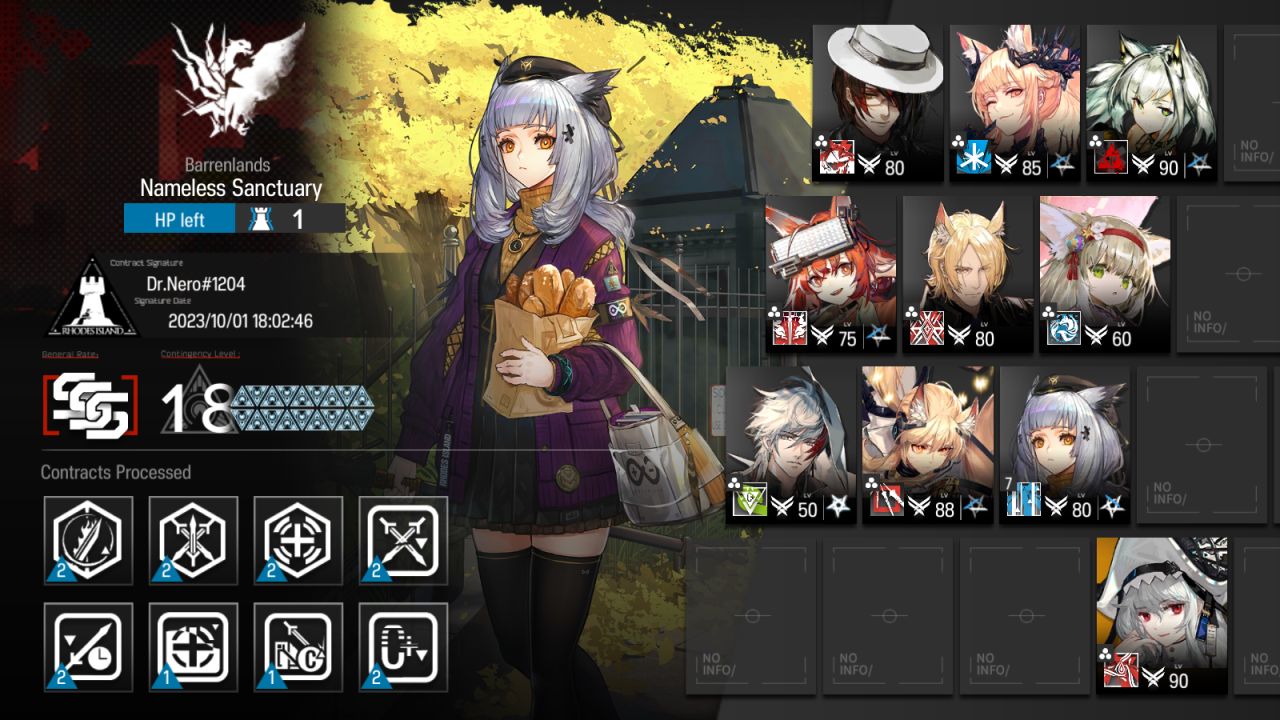 Barrenlands
Nameless Sanctuary
HP left
1
Contract Signature
Dr.Nero#1204
Signature Date
2023/10/01 18:02:46
RHODES ISLAND
General Rate:
Contingency Level :
18
Contracts Processed
2
2
2
2
2
1
1
2
RHODES ISLAND
LV
80
LV
85
LV
90
NO
INFO/
LV
75
LV
80
LV
60
NO
INFO/
LV
50
LV
88
7
LV
80
NO
INFO/
NO
INFO/
NO
INFO/
NO
INFO/
LV
90
NO
INFO/